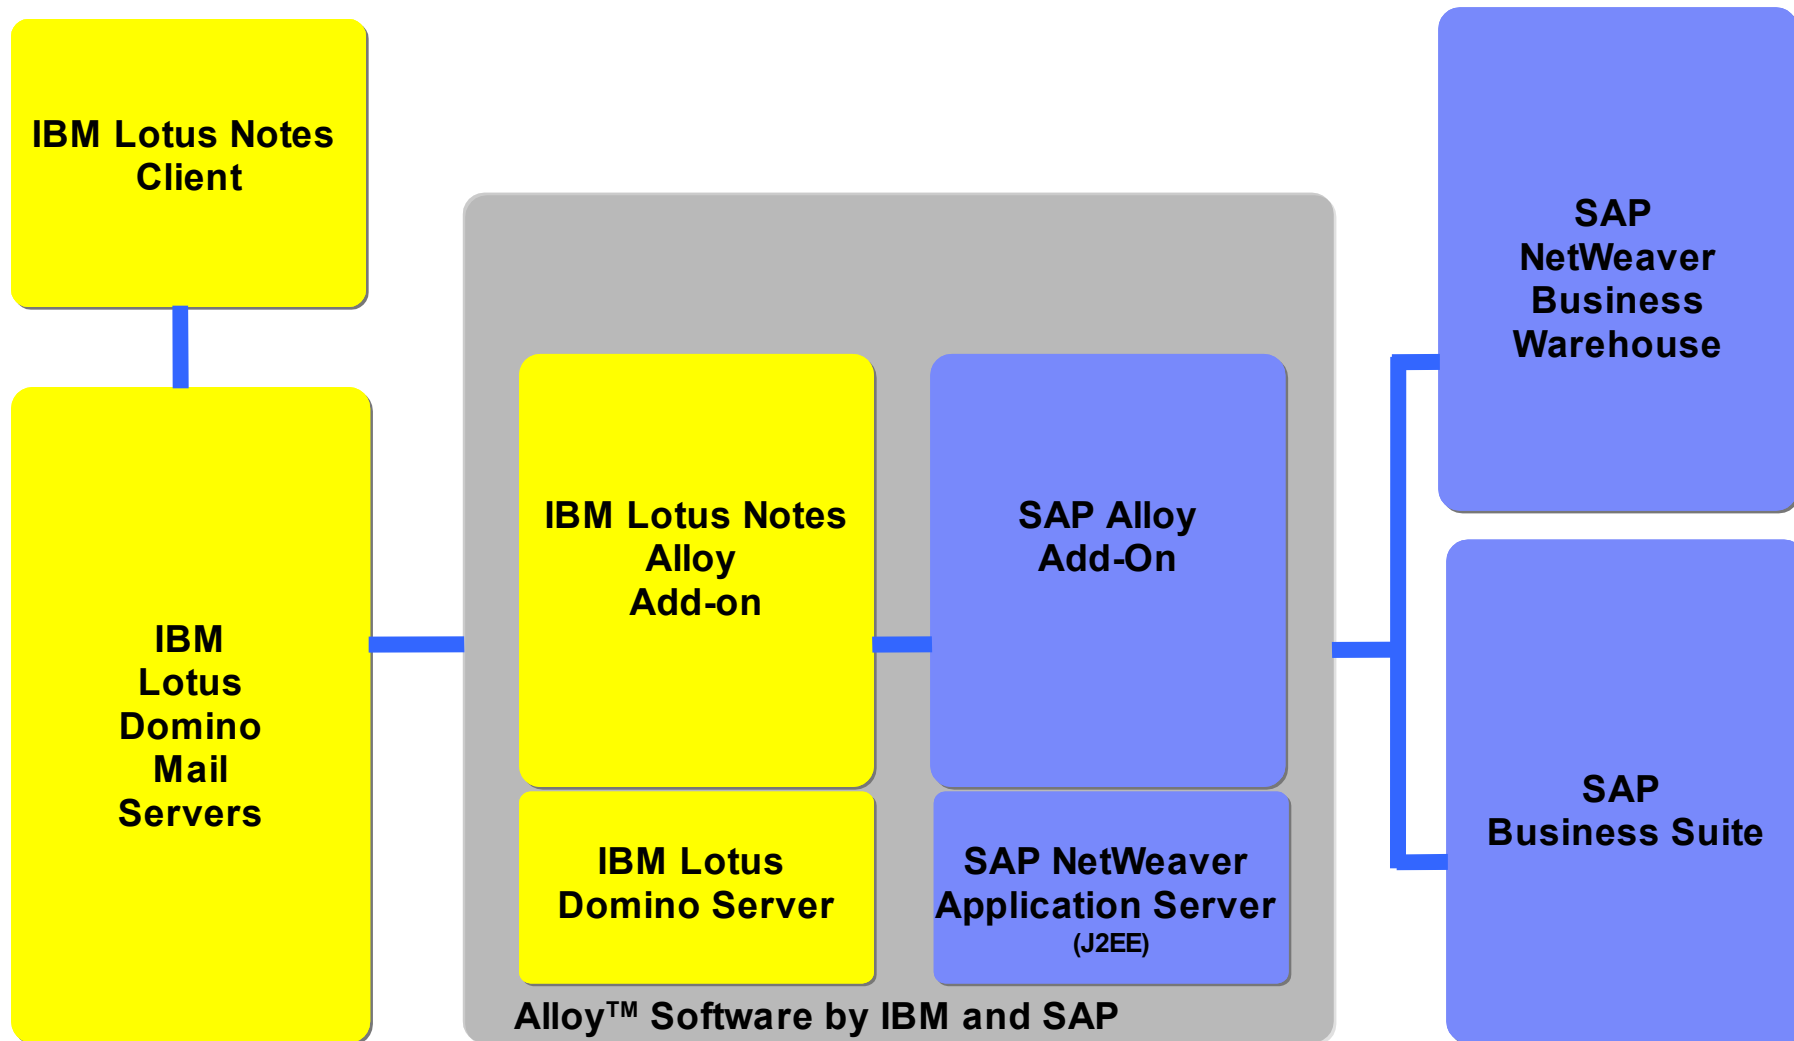 IBM Lotus Notes
Client
IBM
Lotus
Domino
Mail
Servers
IBM Lotus Notes
Alloy
Add-on
SAP Alloy
Add-On
IBM Lotus
Domino Server
SAP NetWeaver
Application Server
(J2EE)
Alloy™ Software by IBM and SAP
SAP
NetWeaver
Business
Warehouse
SAP
Business Suite